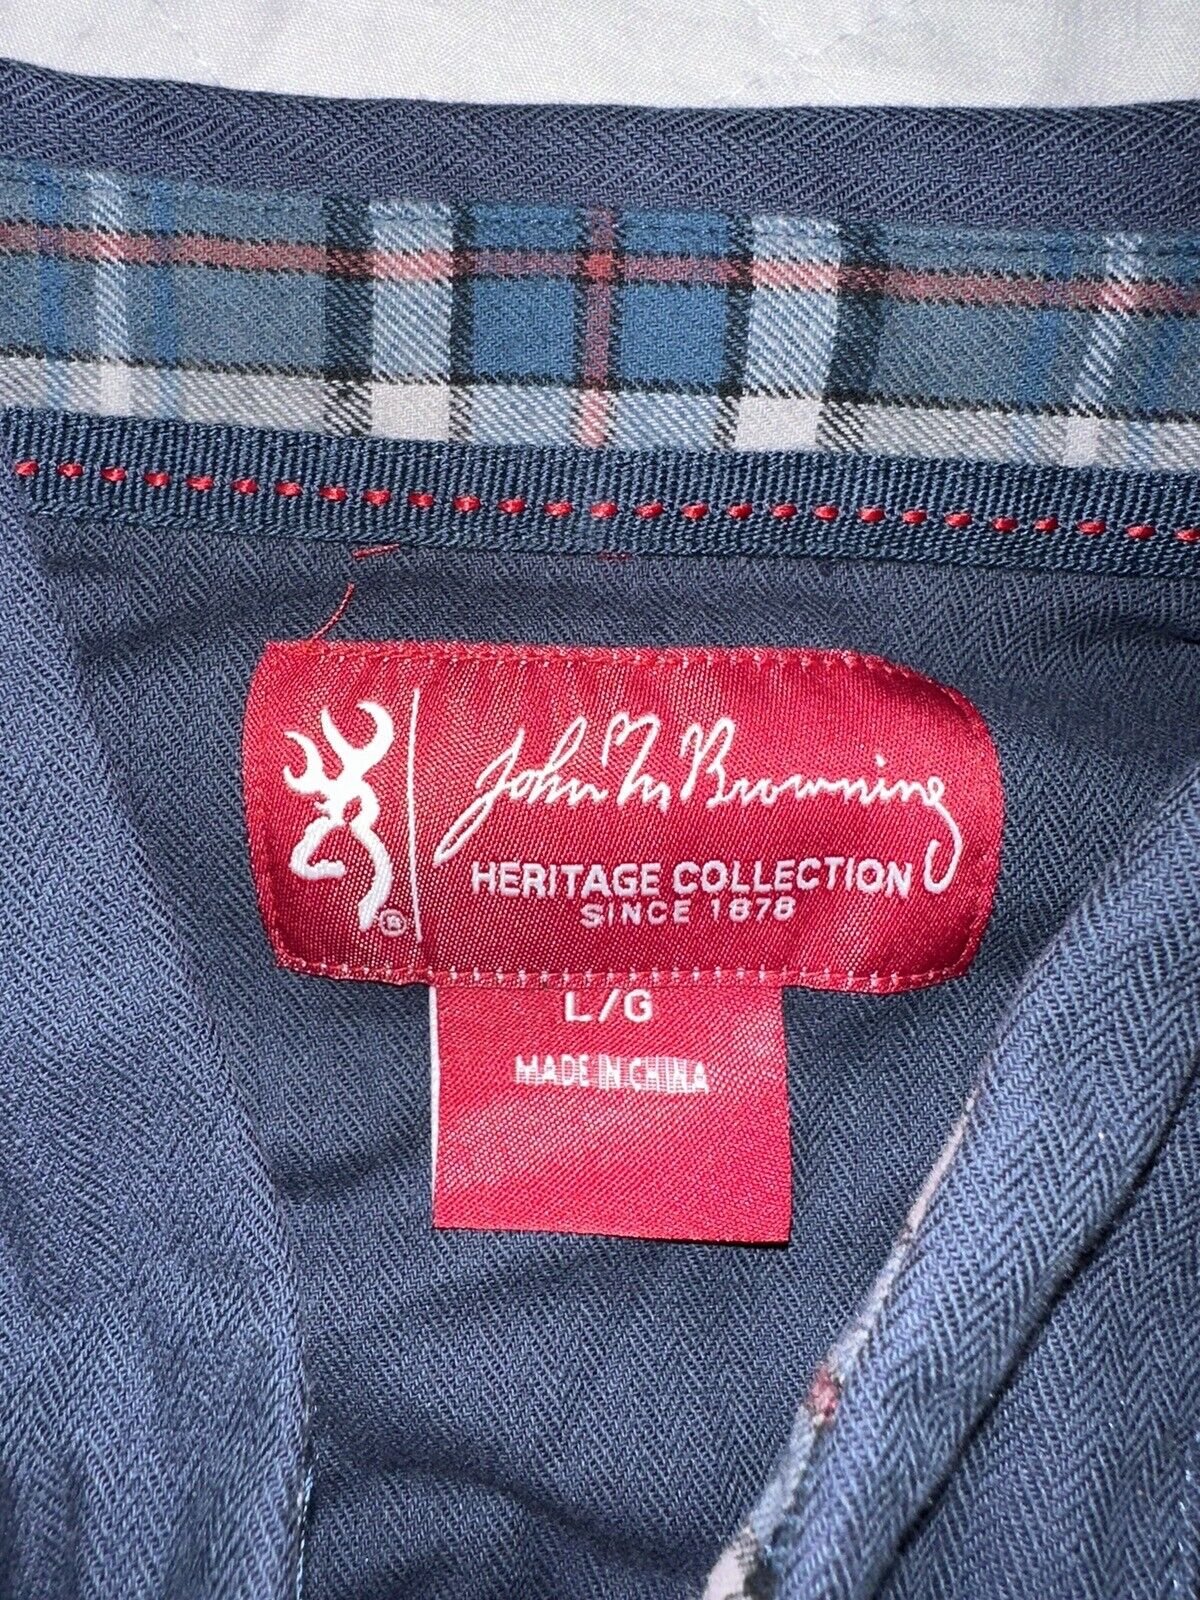 John M Browning
HERITAGE COLLECTION
SINCE 1878
®
L/G
MADE IN CHINA